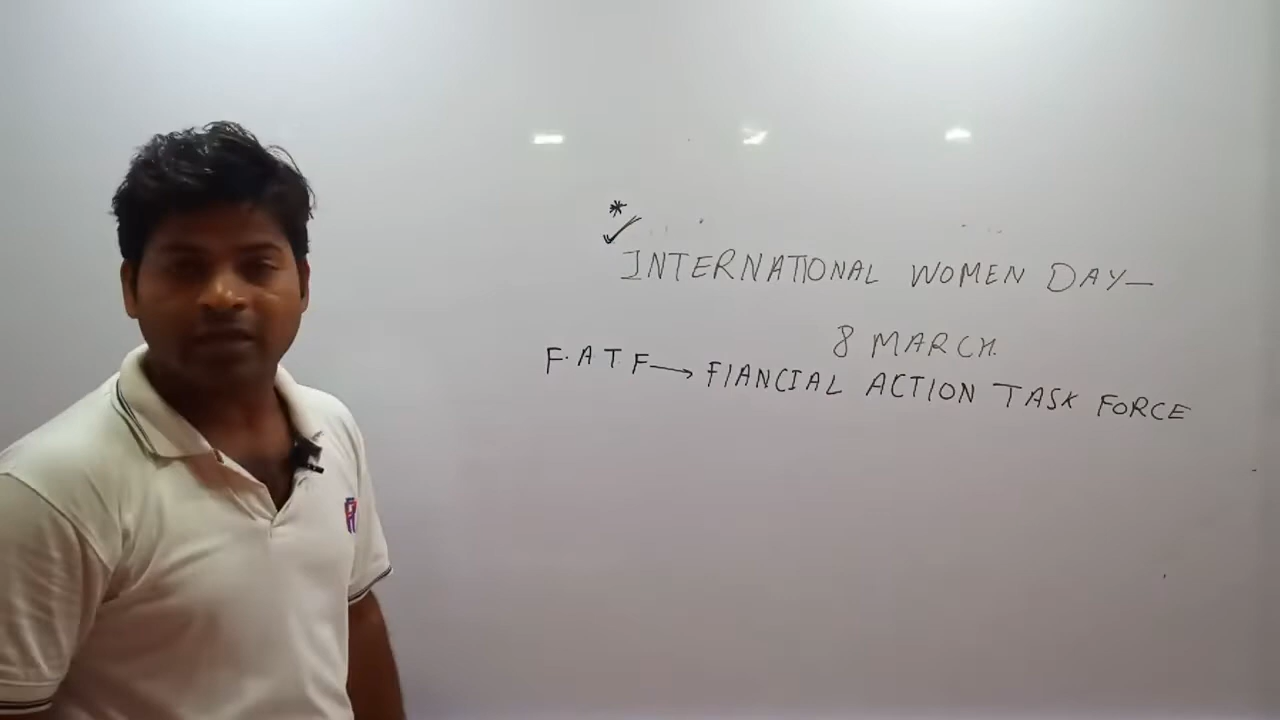 *
✓
INTERNATIONAL WOMEN DAY—
8 MARCH.
F.A T F → FIANCIAL ACTION TASK FORCE